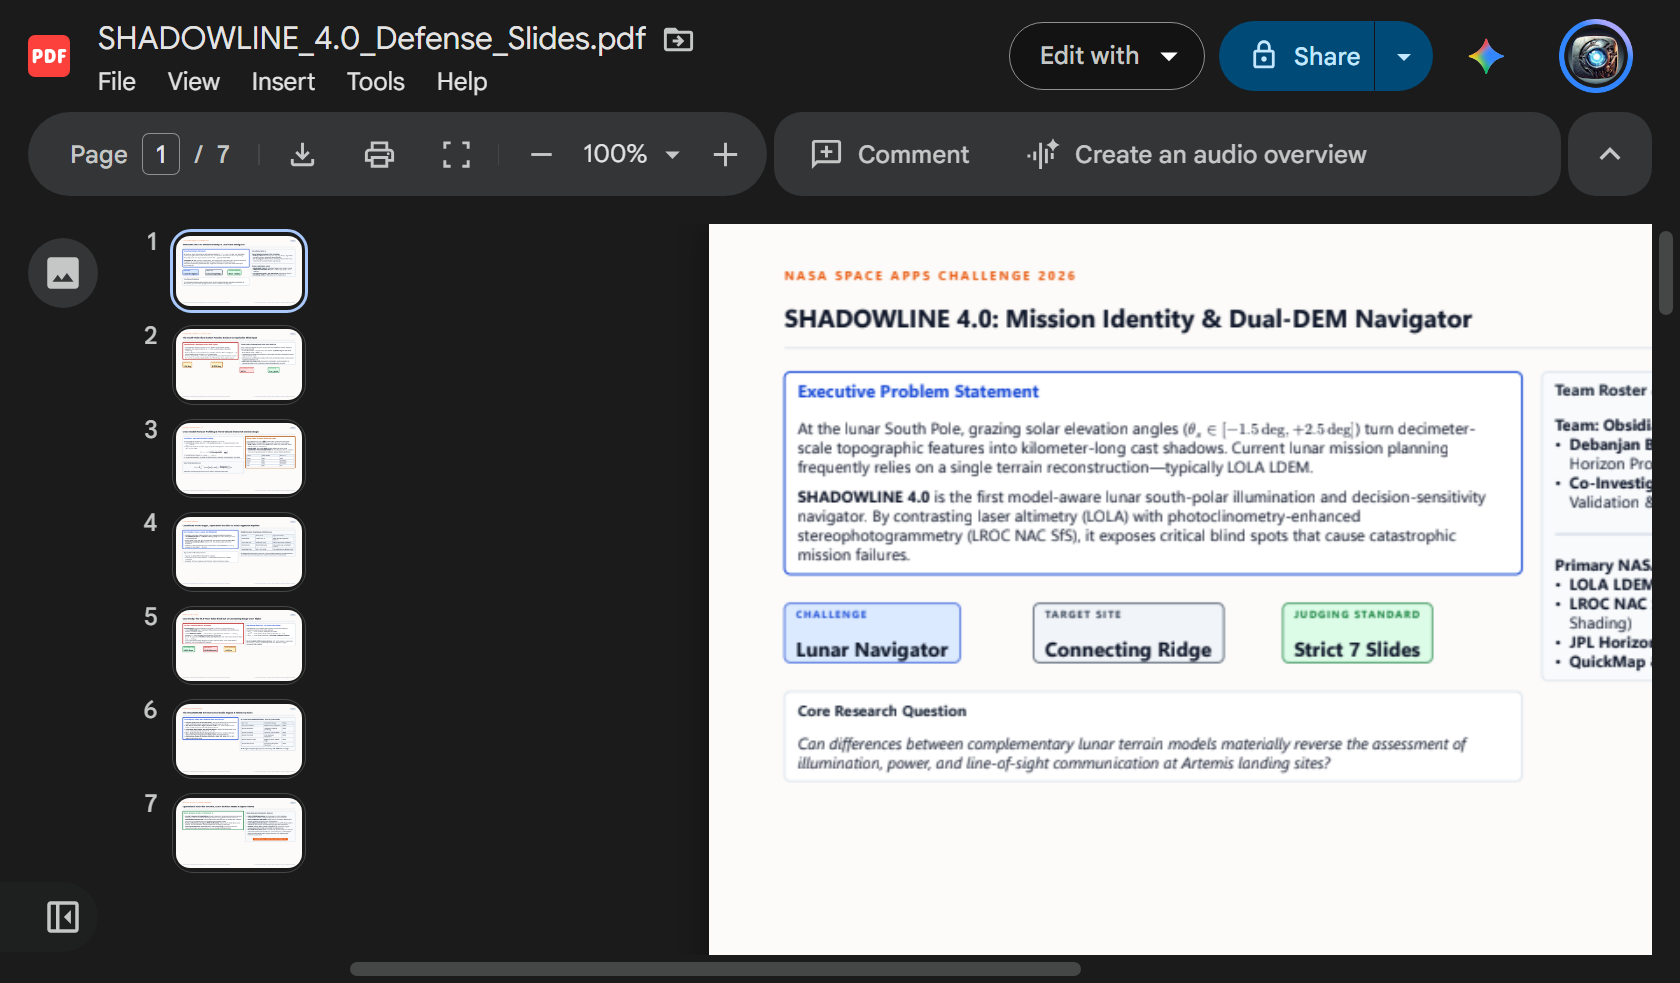 PDF
SHADOWLINE_4.0_Defense_Slides.pdf
File View Insert Tools Help
Edit with
Share
Page 1 / 7
100%
Comment
Create an audio overview
1
2
3
4
5
6
7
NASA SPACE APPS CHALLENGE 2026
SHADOWLINE 4.0: Mission Identity & Dual-DEM Navigator
Executive Problem Statement
At the lunar South Pole, grazing solar elevation angles (θₛ ∈ [−1.5 deg, +2.5 deg]) turn decimeter-
scale topographic features into kilometer-long cast shadows. Current lunar mission planning
frequently relies on a single terrain reconstruction—typically LOLA LDEM.
SHADOWLINE 4.0 is the first model-aware lunar south-polar illumination and decision-sensitivity
navigator. By contrasting laser altimetry (LOLA) with photoclinometry-enhanced
stereophotogrammetry (LROC NAC SfS), it exposes critical blind spots that cause catastrophic
mission failures.
CHALLENGE
Lunar Navigator
TARGET SITE
Connecting Ridge
JUDGING STANDARD
Strict 7 Slides
Core Research Question
Can differences between complementary lunar terrain models materially reverse the assessment of
illumination, power, and line-of-sight communication at Artemis landing sites?
Team Roster
Team: Obsidi
• Debanjan B
Horizon Pro
• Co-Investig
Validation &
Primary NAS
• LOLA LDEM
• LROC NAC
Shading)
• JPL Horizo
• QuickMap